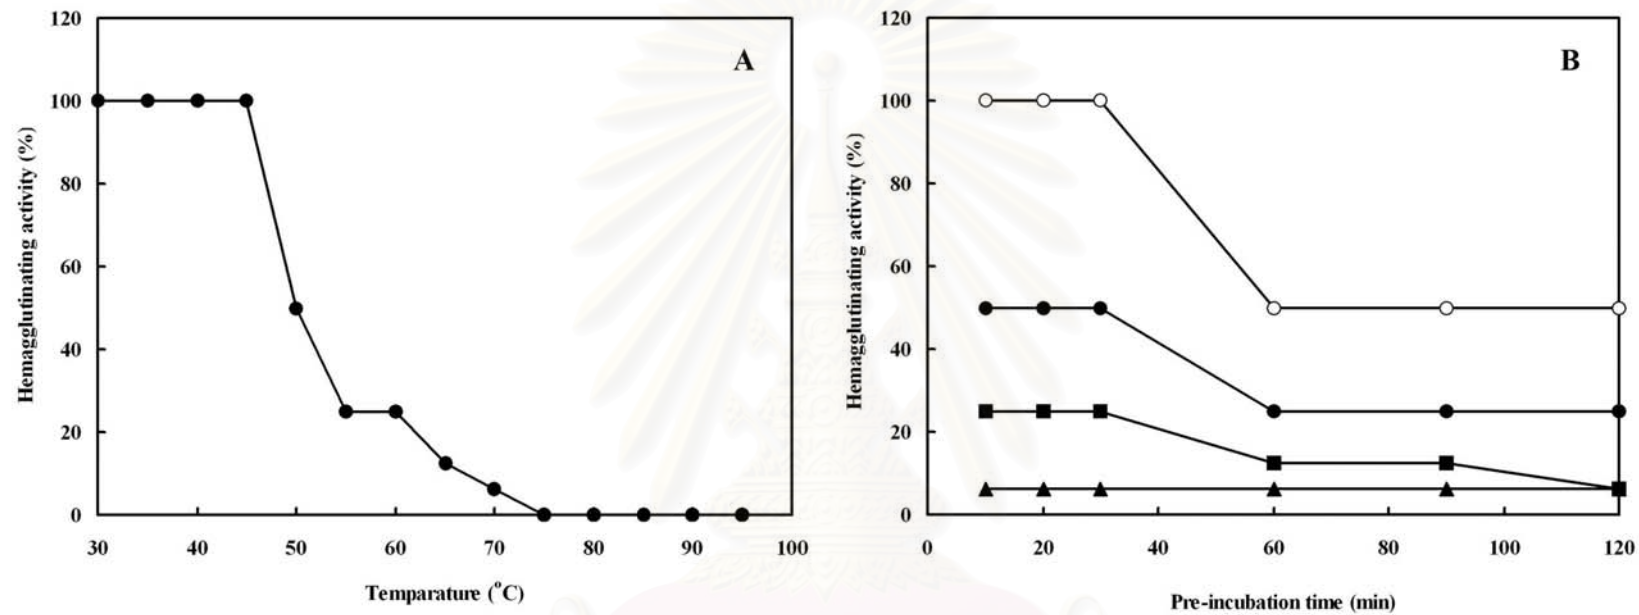 A
120
100
80
60
40
20
0
Hemagglutinating activity (%)
30 40 50 60 70 80 90 100
Temparature (°C)
B
120
100
80
60
40
20
0
Hemagglutinating activity (%)
0 20 40 60 80 100 120
Pre-incubation time (min)